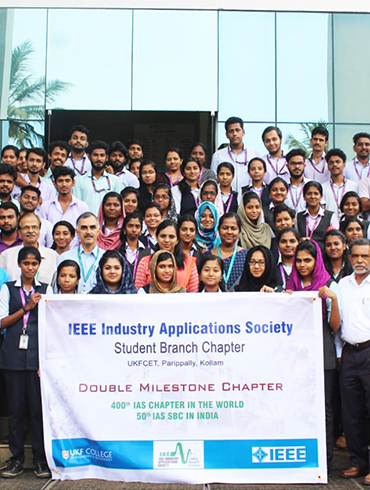 IEEE Industry Applications Society
Student Branch Chapter
UKFCET, Parippally, Kollam
DOUBLE MILESTONE CHAPTER
400th IAS CHAPTER IN THE WORLD
50th IAS SBC IN INDIA
UKF COLLEGE
IEEE